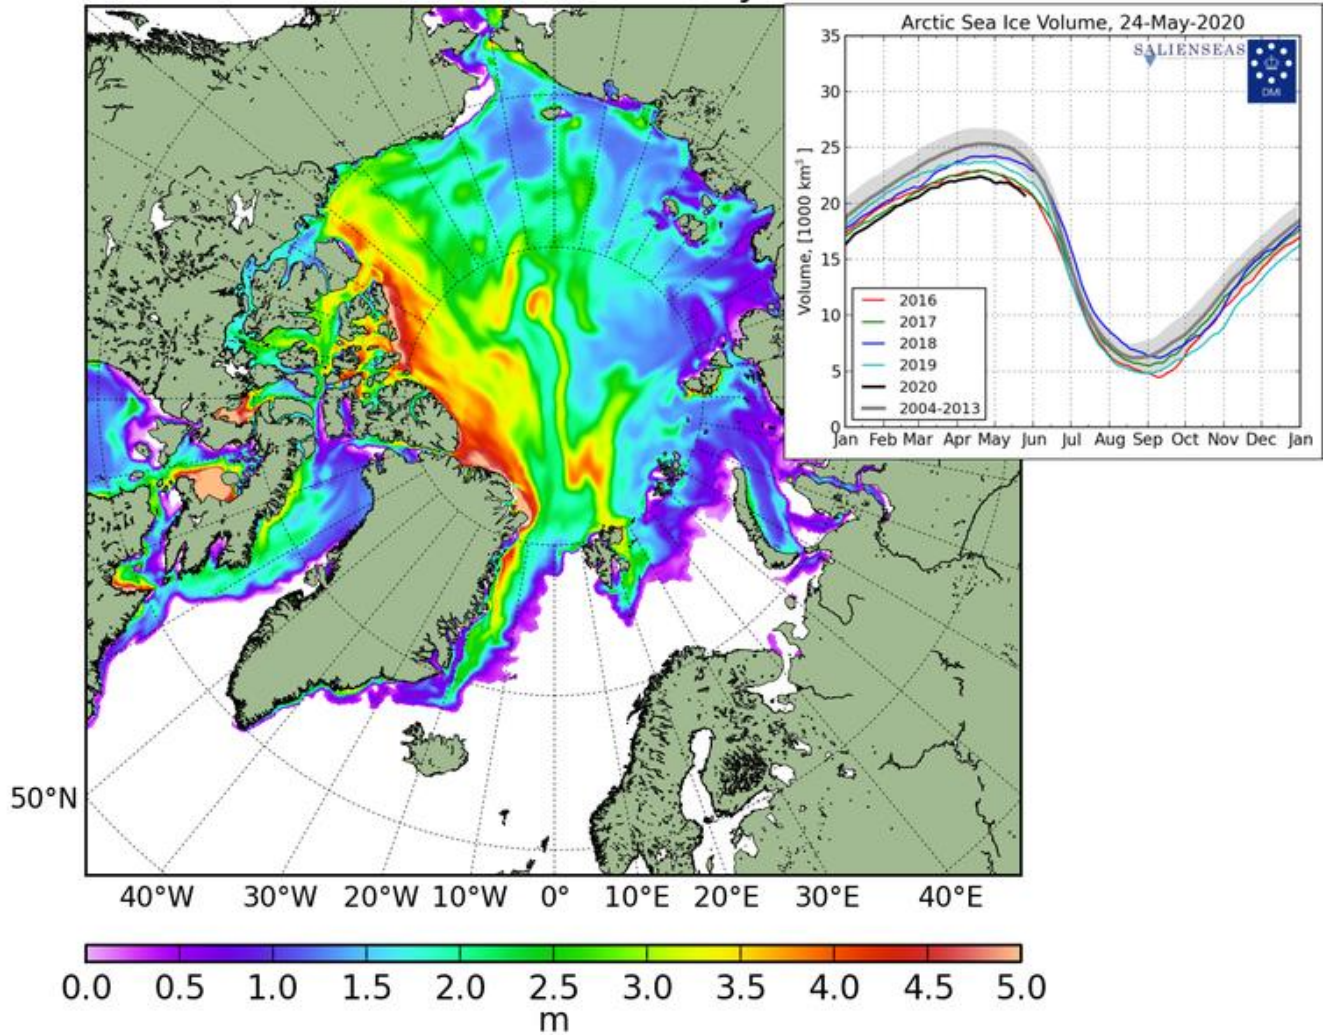 Arctic Sea Ice Volume, 24-May-2020
SALIENSEAS
DMI
35
30
25
20
15
10
5
0
Volume, [1000 km³ ]
2016
2017
2018
2019
2020
2004-2013
Jan Feb Mar Apr May Jun Jul Aug Sep Oct Nov Dec Jan
50°N
40°W 30°W 20°W 10°W 0° 10°E 20°E 30°E 40°E
0.0 0.5 1.0 1.5 2.0 2.5 3.0 3.5 4.0 4.5 5.0
m